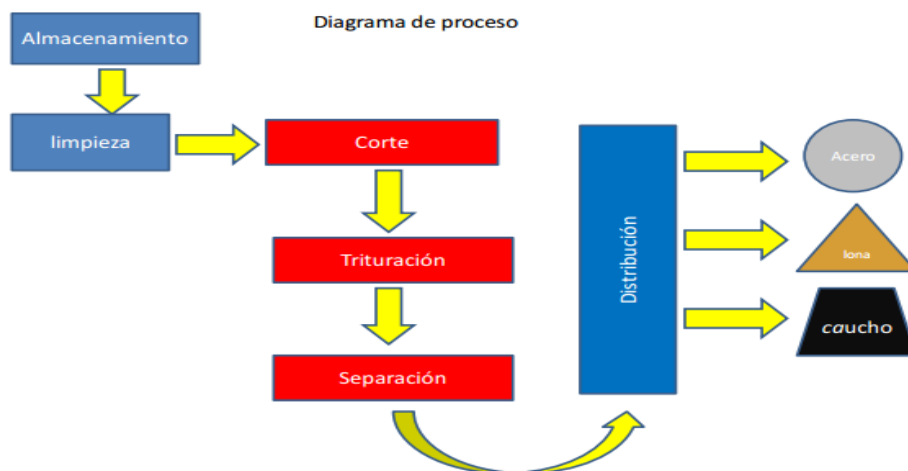 Diagrama de proceso
Almacenamiento
limpieza
Corte
Trituración
Separación
Distribución
Acero
lona
caucho